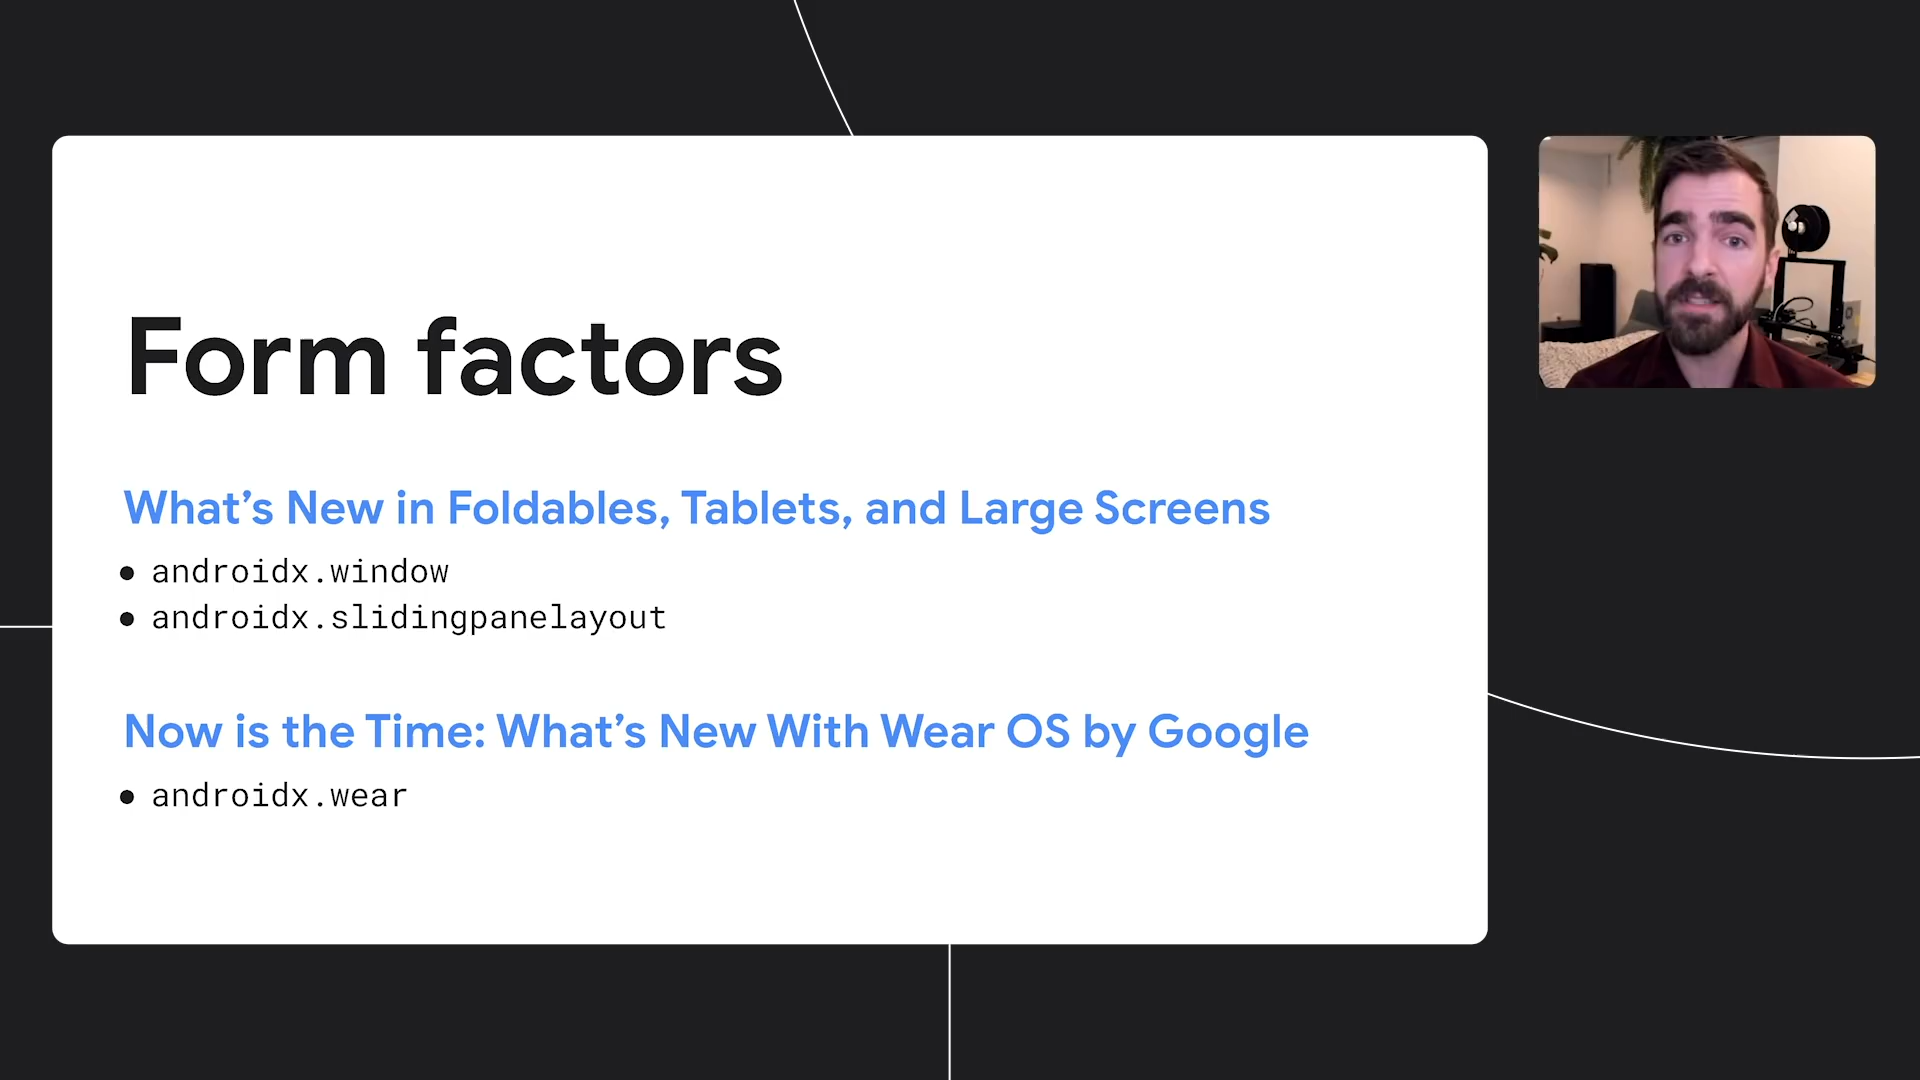 Form factors
What’s New in Foldables, Tablets, and Large Screens
• androidx.window
• androidx.slidingpanelayout
Now is the Time: What’s New With Wear OS by Google
• androidx.wear